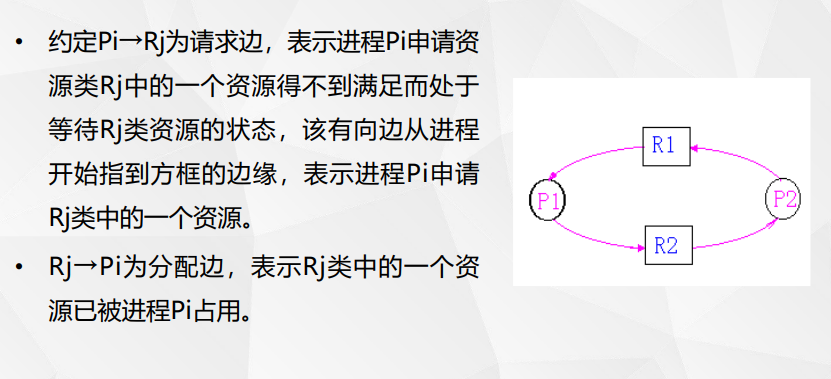 • 约定Pi→Rj为请求边，表示进程Pi申请资
源类Rj中的一个资源得不到满足而处于
等待Rj类资源的状态，该有向边从进程
开始指到方框的边缘，表示进程Pi申请
Rj类中的一个资源。
• Rj→Pi为分配边，表示Rj类中的一个资
源已被进程Pi占用。
R1
P1
P2
R2